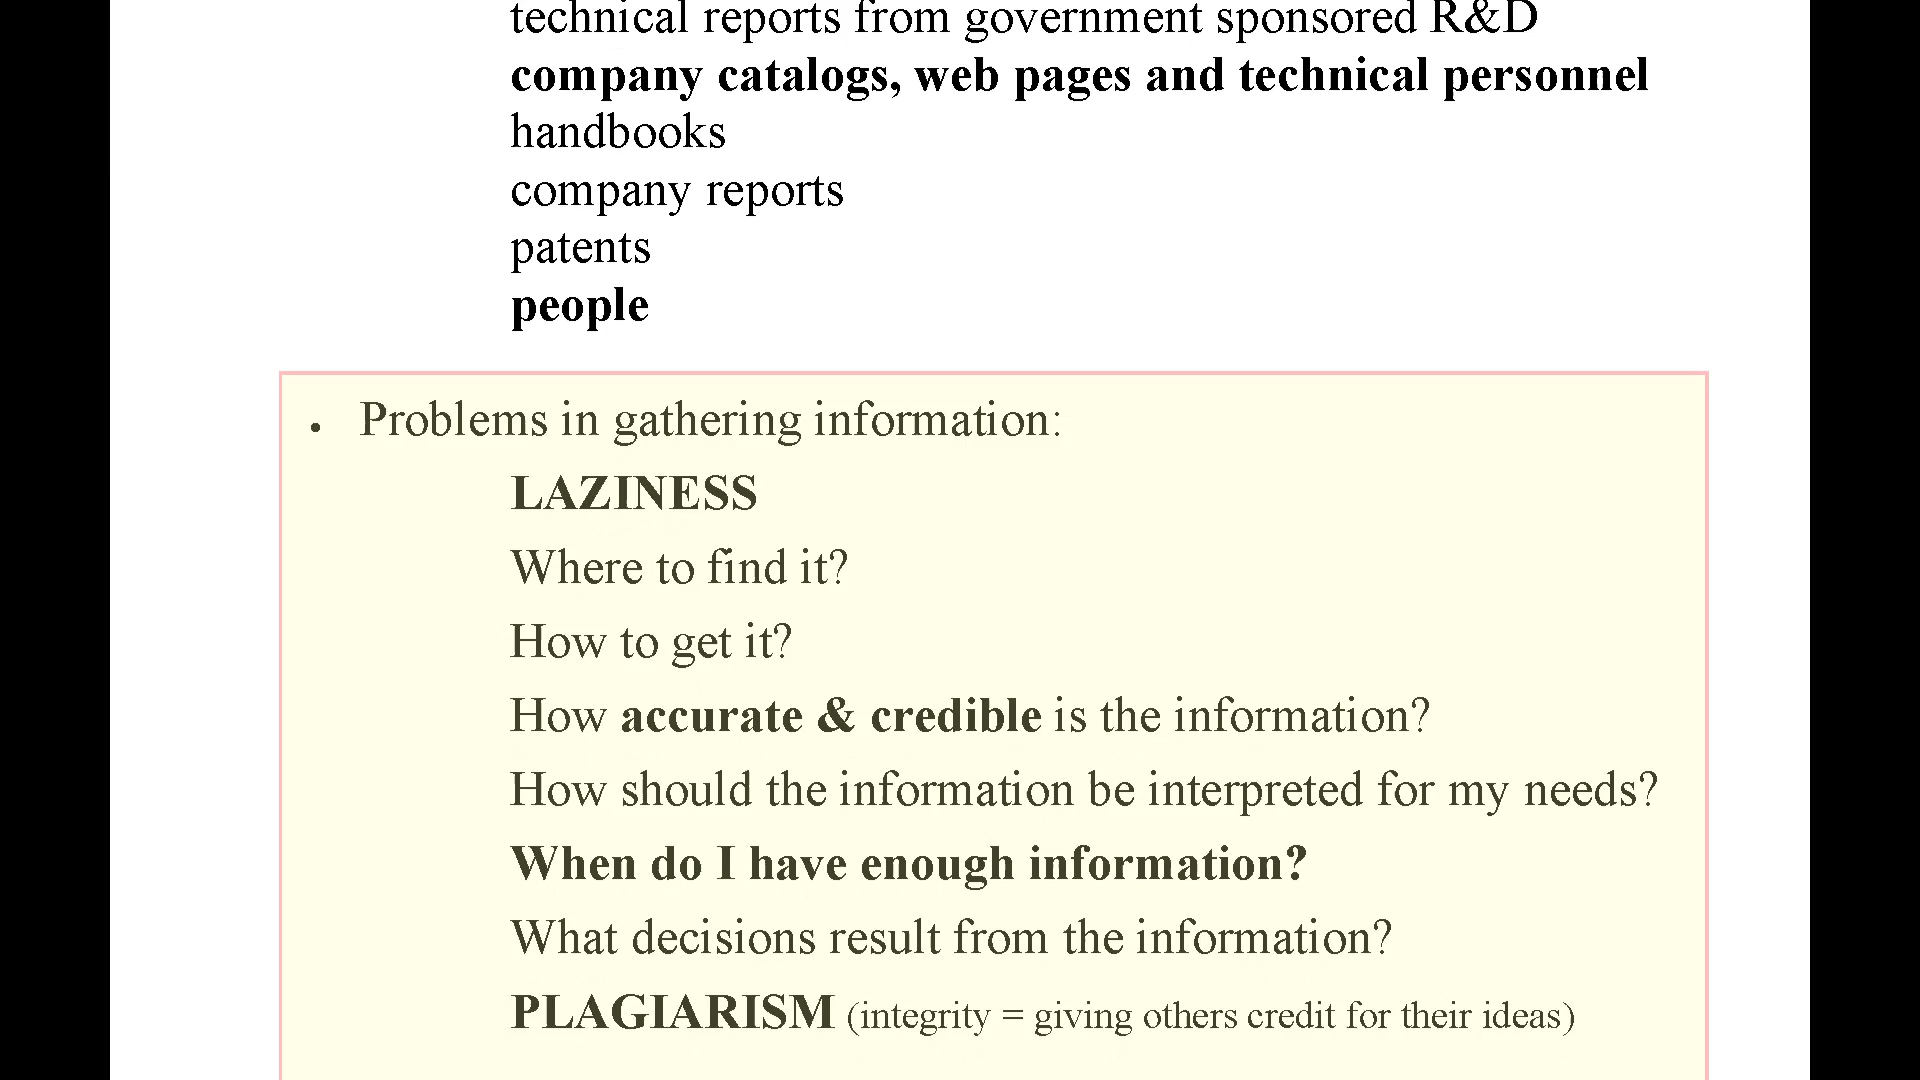 technical reports from government sponsored R&D
company catalogs, web pages and technical personnel
handbooks
company reports
patents
people
• Problems in gathering information:
LAZINESS
Where to find it?
How to get it?
How accurate & credible is the information?
How should the information be interpreted for my needs?
When do I have enough information?
What decisions result from the information?
PLAGIARISM (integrity = giving others credit for their ideas)